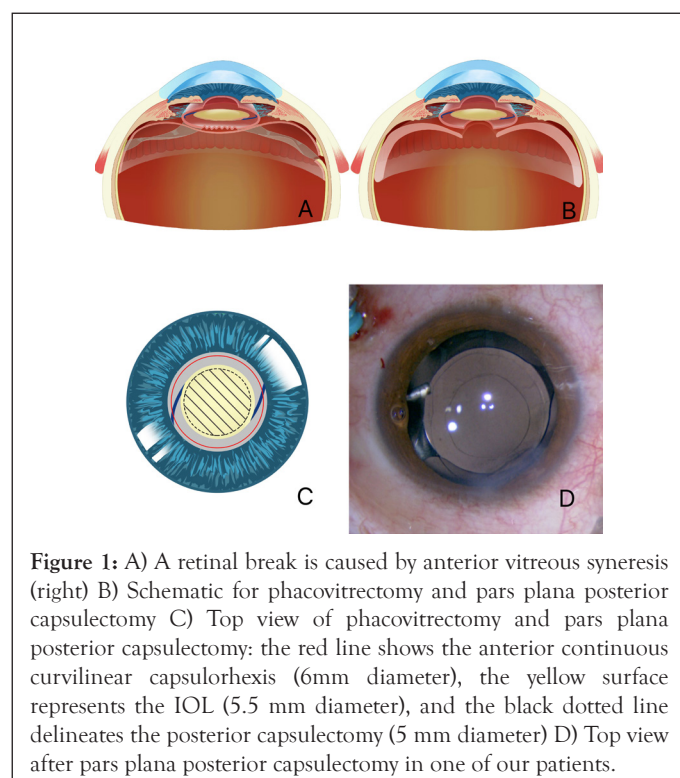 A
B
C
D
Figure 1: A) A retinal break is caused by anterior vitreous syneresis
(right) B) Schematic for phacovitrectomy and pars plana posterior
capsulectomy C) Top view of phacovitrectomy and pars plana
posterior capsulectomy: the red line shows the anterior continuous
curvilinear capsulorhexis (6mm diameter), the yellow surface
represents the IOL (5.5 mm diameter), and the black dotted line
delineates the posterior capsulectomy (5 mm diameter) D) Top view
after pars plana posterior capsulectomy in one of our patients.